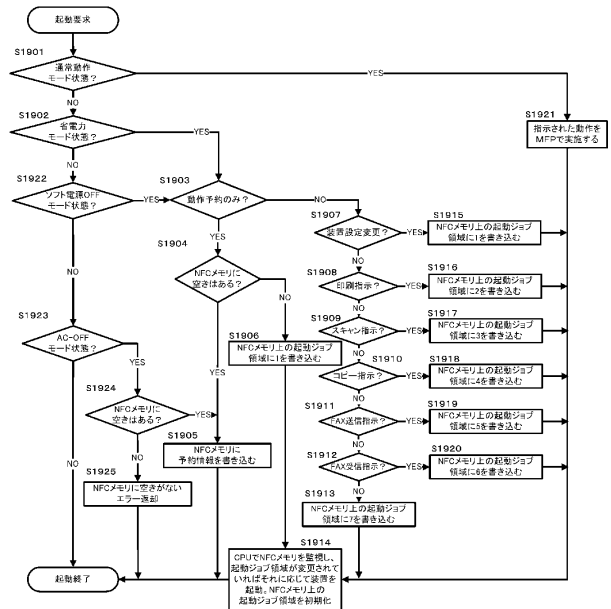 起動要求
S1901
通常動作
モード状態？
YES
NO
S1902
省電力
モード状態？
YES
NO
S1921
指示された動作を
MFPで実施する
S1922
ソフト電源OFF
モード状態？
YES
NO
S1903
動作予約のみ？
NO
YES
S1907
装置設定変更？
YES
NO
S1915
NFCメモリ上の起動ジョブ
領域に1を書き込む
S1904
NFCメモリに
空きはある？
NO
YES
S1908
印刷指示？
YES
NO
S1916
NFCメモリ上の起動ジョブ
領域に2を書き込む
S1923
AC-OFF
モード状態？
YES
NO
S1906
NFCメモリ上の起動ジョブ
領域に1を書き込む
S1909
スキャン指示？
YES
NO
S1917
NFCメモリ上の起動ジョブ
領域に3を書き込む
S1910
コピー指示？
YES
NO
S1918
NFCメモリ上の起動ジョブ
領域に4を書き込む
S1924
NFCメモリに
空きはある？
YES
NO
S1911
FAX送信指示？
YES
NO
S1919
NFCメモリ上の起動ジョブ
領域に5を書き込む
S1905
NFCメモリに
予約情報を書き込む
S1912
FAX受信指示？
YES
NO
S1920
NFCメモリ上の起動ジョブ
領域に6を書き込む
S1925
NFCメモリに空きがない
エラー返却
S1913
NFCメモリ上の起動ジョブ
領域に7を書き込む
S1914
CPUでNFCメモリを監視し、
起動ジョブ領域が変更されて
いればそれに応じて装置を
起動。NFCメモリ上の
起動ジョブ領域を初期化
起動終了